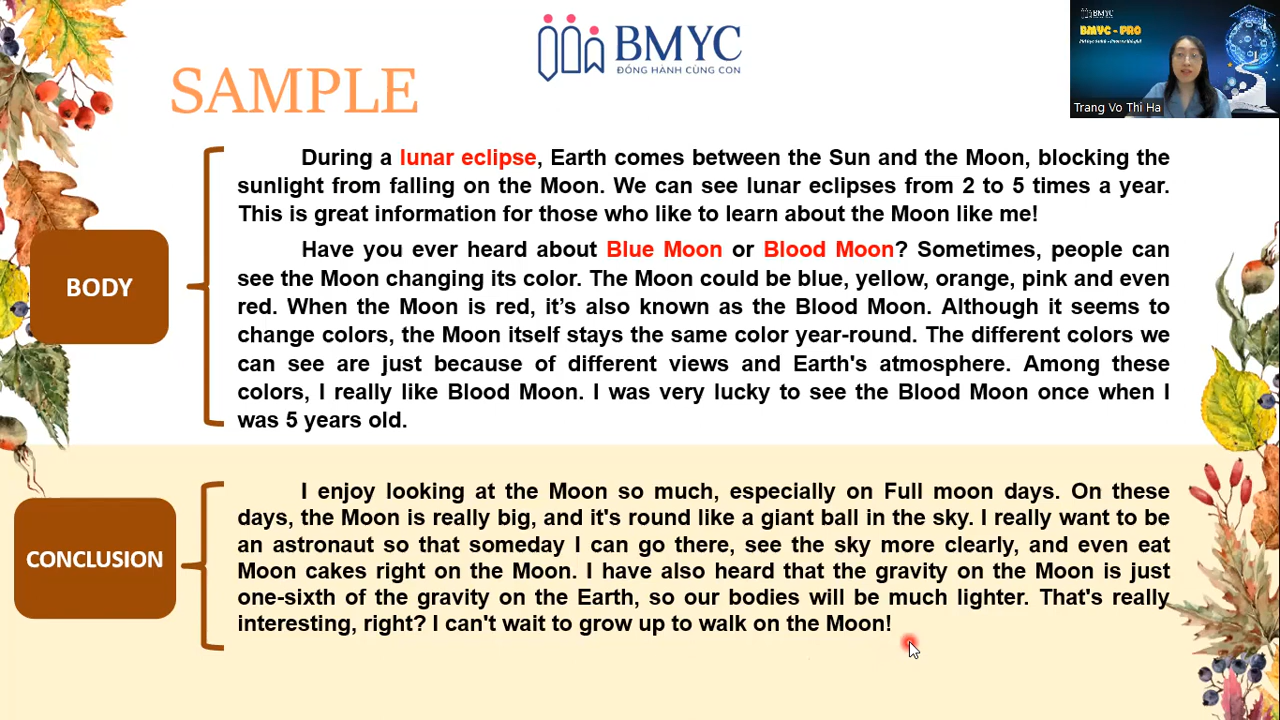 BMYC
ĐỒNG HÀNH CÙNG CON
SAMPLE
BMYC
BMYC - PRO
Trang Vo Thi Ha
BODY
During a lunar eclipse, Earth comes between the Sun and the Moon, blocking the
sunlight from falling on the Moon. We can see lunar eclipses from 2 to 5 times a year.
This is great information for those who like to learn about the Moon like me!
Have you ever heard about Blue Moon or Blood Moon? Sometimes, people can
see the Moon changing its color. The Moon could be blue, yellow, orange, pink and even
red. When the Moon is red, it’s also known as the Blood Moon. Although it seems to
change colors, the Moon itself stays the same color year-round. The different colors we
can see are just because of different views and Earth's atmosphere. Among these
colors, I really like Blood Moon. I was very lucky to see the Blood Moon once when I
was 5 years old.
CONCLUSION
I enjoy looking at the Moon so much, especially on Full moon days. On these
days, the Moon is really big, and it's round like a giant ball in the sky. I really want to be
an astronaut so that someday I can go there, see the sky more clearly, and even eat
Moon cakes right on the Moon. I have also heard that the gravity on the Moon is just
one-sixth of the gravity on the Earth, so our bodies will be much lighter. That's really
interesting, right? I can't wait to grow up to walk on the Moon!